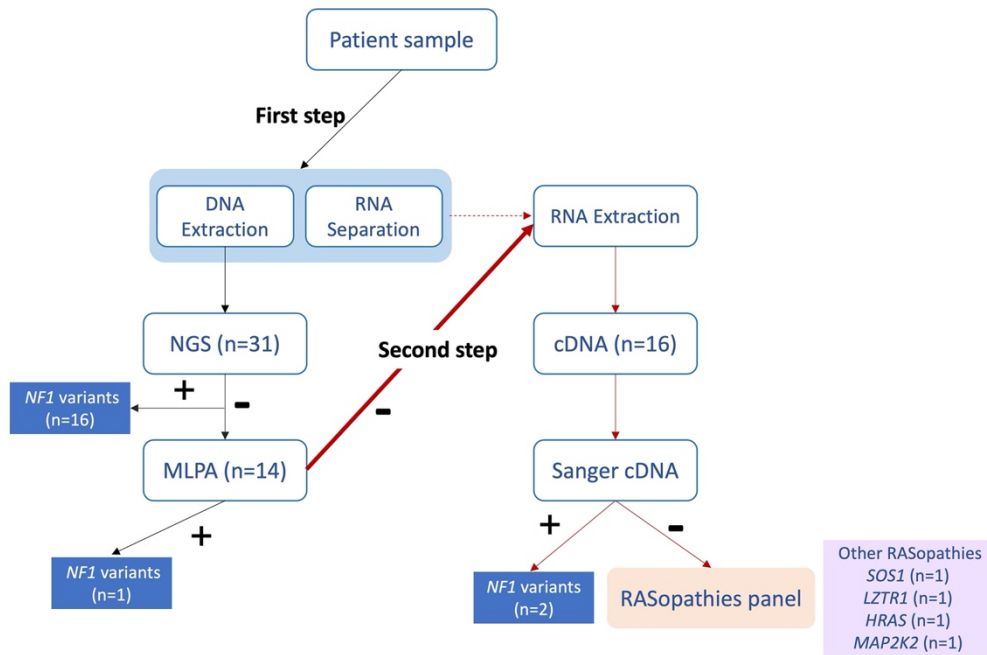 Patient sample
First step
DNA
Extraction
RNA
Separation
RNA Extraction
NGS (n=31)
Second step
cDNA (n=16)
+
-
NF1 variants
(n=16)
-
MLPA (n=14)
Sanger cDNA
+
+
-
NF1 variants
(n=1)
NF1 variants
(n=2)
RASopathies panel
Other RASopathies
SOS1 (n=1)
LZTR1 (n=1)
HRAS (n=1)
MAP2K2 (n=1)